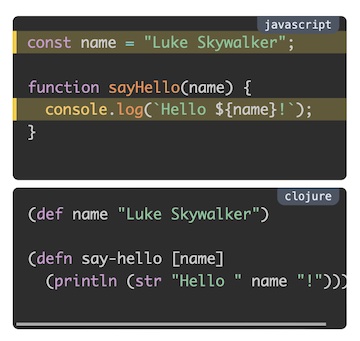 javascript
const name = "Luke Skywalker";
function sayHello(name) {
  console.log(`Hello ${name}!`);
}
clojure
(def name "Luke Skywalker")
(defn say-hello [name]
  (println (str "Hello " name "!")))